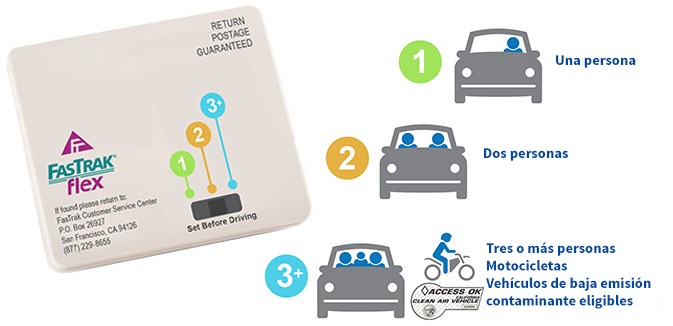 RETURN
POSTAGE
GUARANTEED
3+
2
1
FASTRAK
flex
If found please return to:
FasTrak Customer Service Center
P.O. Box 26927
San Francisco, CA 94126
(877) 229-8655
Set Before Driving
1
Una persona
2
Dos personas
3+
Tres o más personas
Motocicletas
Vehículos de baja emisión
contaminante eligibles
ACCESS OK
CALIFORNIA
CLEAN AIR VEHICLE